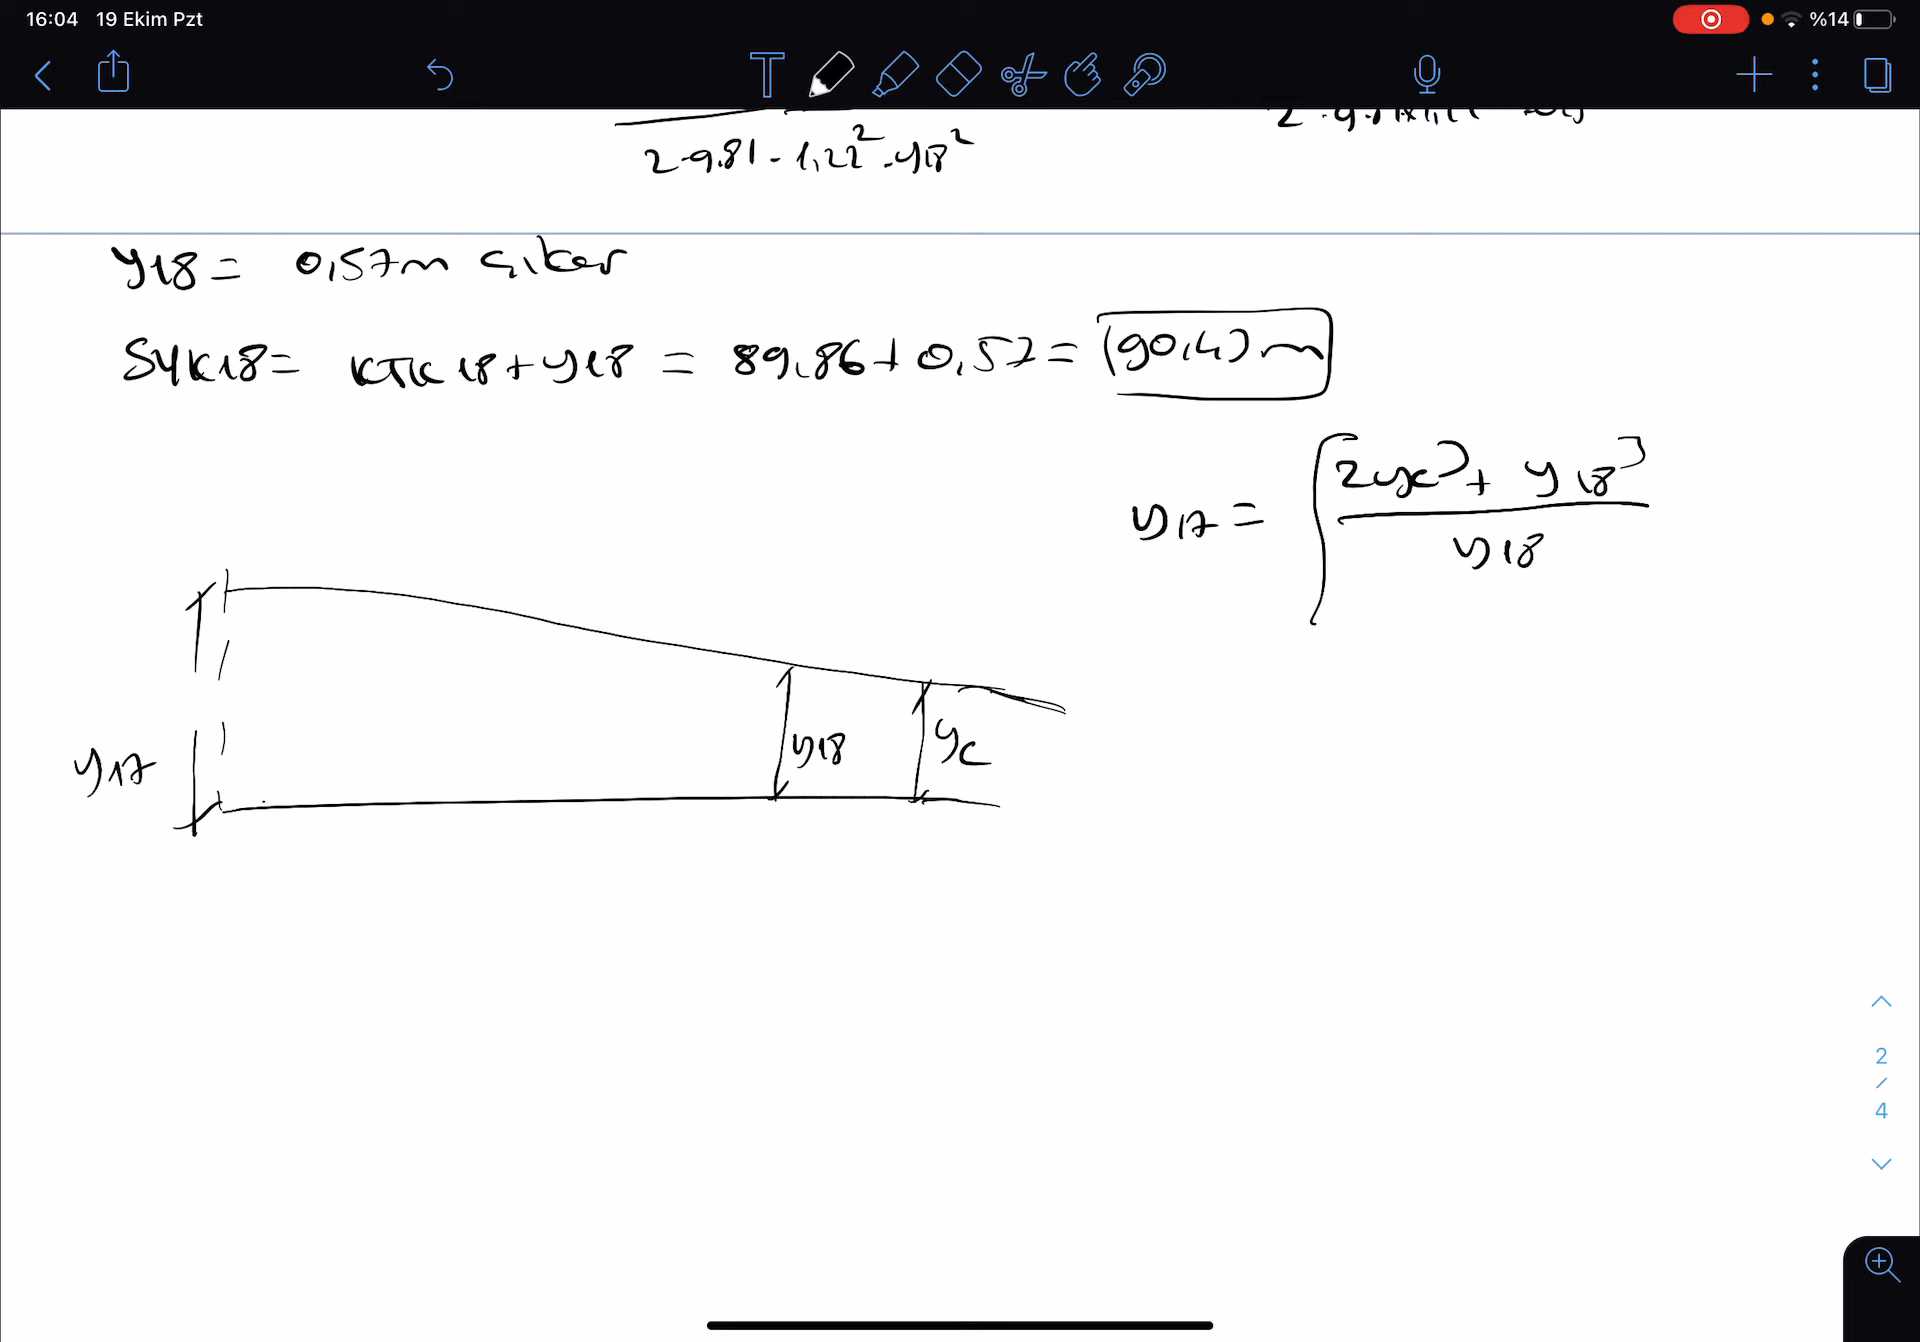 16:04 19 Ekim Pzt %14
2-9.81-1,22²-y18²
y18 = 0,57m çıkar
SYK18 = KTK18 + y18 = 89.86 + 0,57 = (90,43 m
y17 = √ 2yc³ + y18³
y18
y17
y18
yc
2
/
4